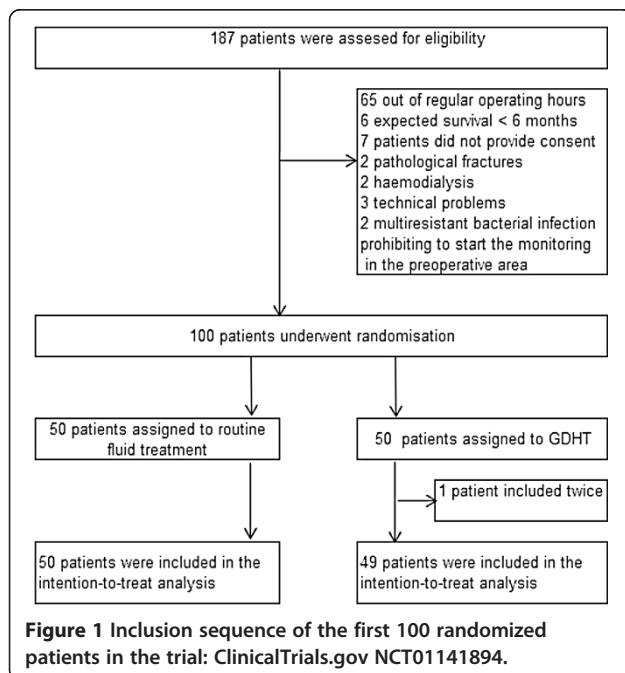 187 patients were assesed for eligibility
65 out of regular operating hours
6 expected survival < 6 months
7 patients did not provide consent
2 pathological fractures
2 haemodialysis
3 technical problems
2 multiresistant bacterial infection
prohibiting to start the monitoring
in the preoperative area
100 patients underwent randomisation
50 patients assigned to routine
fluid treatment
50 patients assigned to GDHT
1 patient included twice
50 patients were included in the
intention-to-treat analysis
49 patients were included in the
intention-to-treat analysis
Figure 1 Inclusion sequence of the first 100 randomized
patients in the trial: ClinicalTrials.gov NCT01141894.